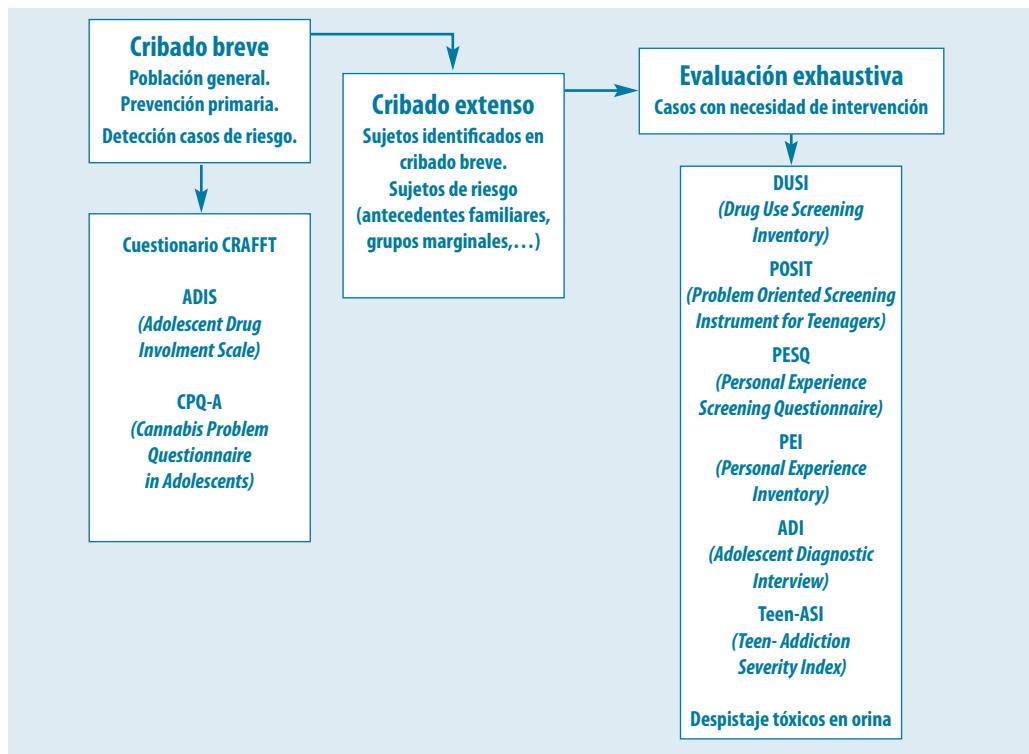 Cribado breve
Población general.
Prevención primaria.
Detección casos de riesgo.
Cuestionario CRAFFT
ADIS
(Adolescent Drug
Involment Scale)
CPQ-A
(Cannabis Problem
Questionnaire
in Adolescents)
Cribado extenso
Sujetos identificados en
cribado breve.
Sujetos de riesgo
(antecedentes familiares,
grupos marginales,…)
Evaluación exhaustiva
Casos con necesidad de intervención
DUSI
(Drug Use Screening
Inventory)
POSIT
(Problem Oriented Screening
Instrument for Teenagers)
PESQ
(Personal Experience
Screening Questionnaire)
PEI
(Personal Experience
Inventory)
ADI
(Adolescent Diagnostic
Interview)
Teen-ASI
(Teen- Addiction
Severity Index)
Despistaje tóxicos en orina